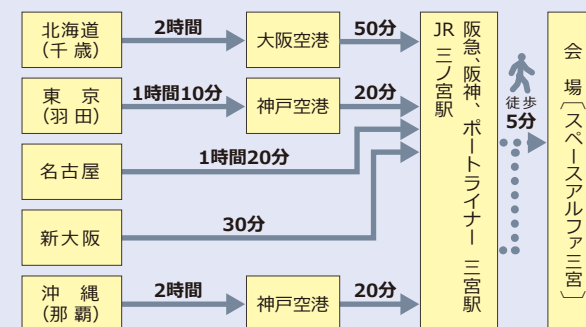 北海道
(千 歳)
2時間
大阪空港
50分
東　京
(羽 田)
1時間10分
神戸空港
20分
名古屋
1時間20分
新大阪
30分
沖　縄
(那 覇)
2時間
神戸空港
20分
阪急、阪神、ポートライナー 三宮駅
JR 三ノ宮駅
徒歩
5分
会　場〔スペースアルファ三宮〕